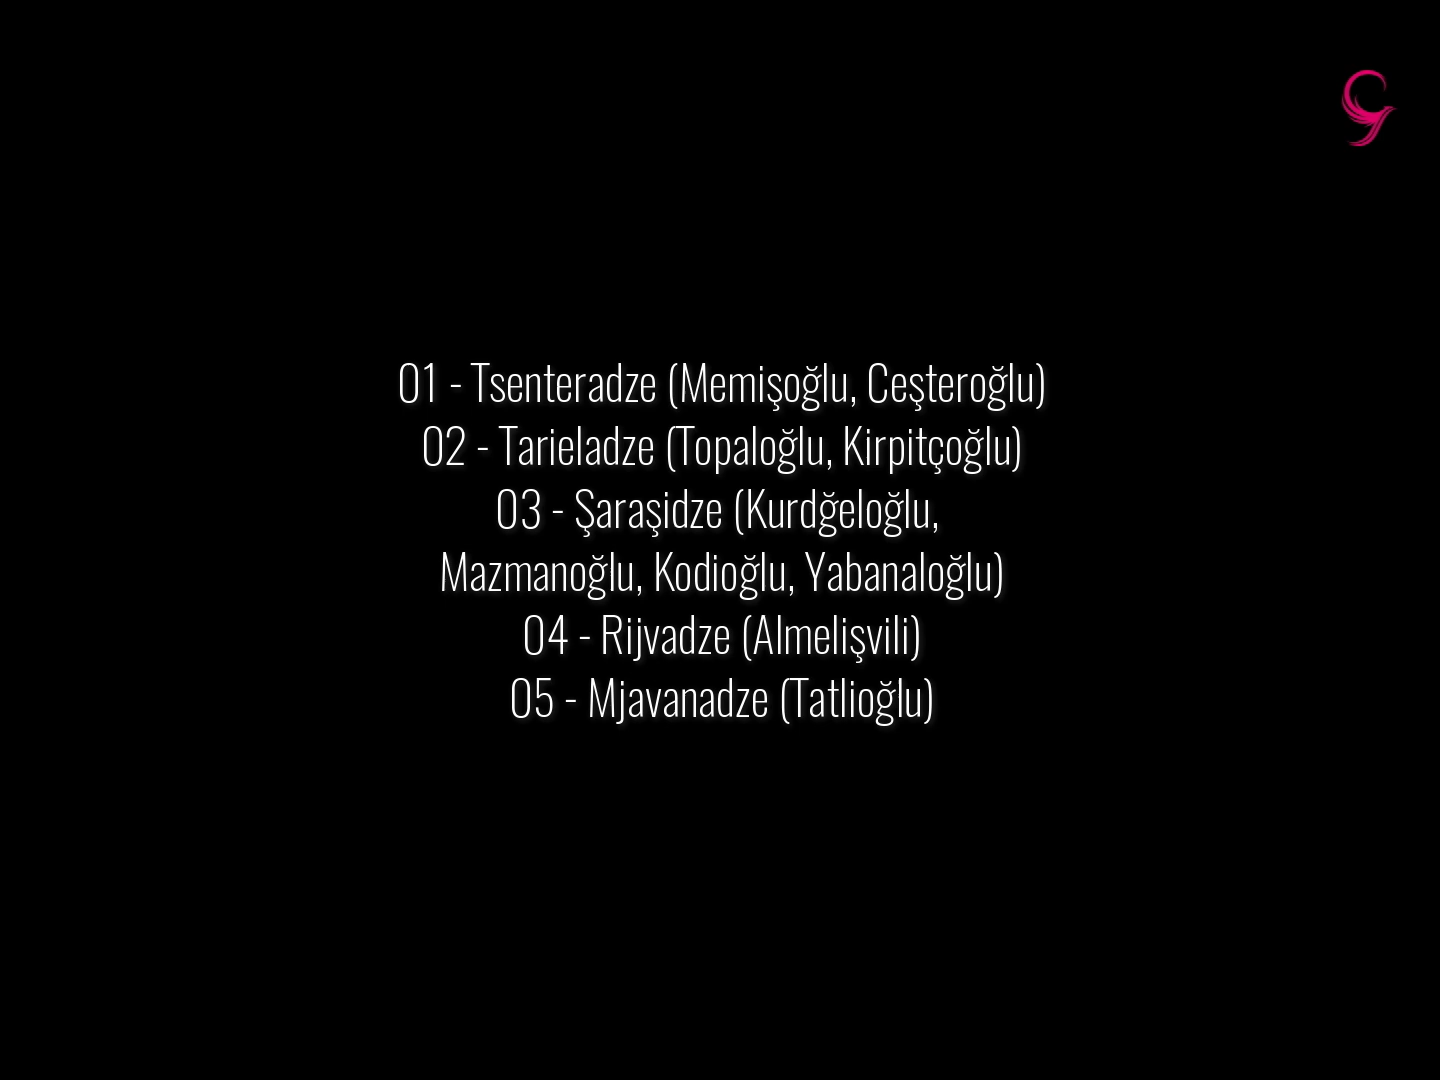 01 - Tsenteradze (Memişoğlu, Ceşteroğlu)
02 - Tarieladze (Topaloğlu, Kirpitçoğlu)
03 - Şaraşidze (Kurdğeloğlu,
Mazmanoğlu, Kodioğlu, Yabanaloğlu)
04 - Rijvadze (Almelişvili)
05 - Mjavanadze (Tatlioğlu)